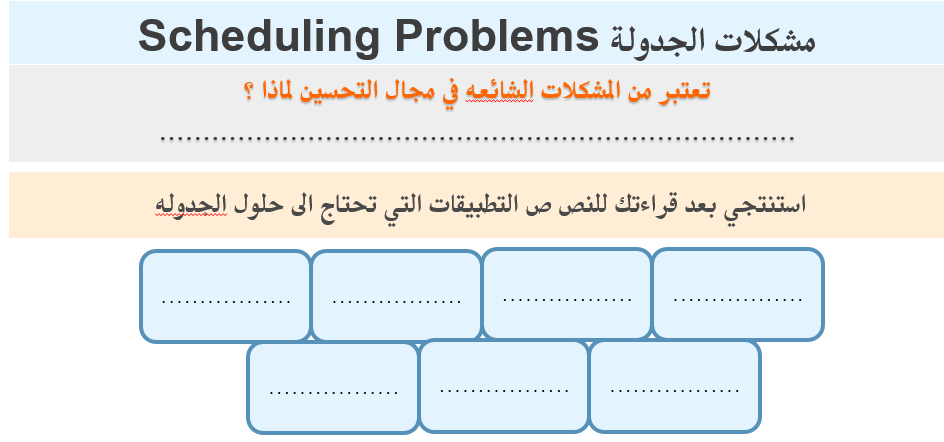 مشكلات الجدولة Scheduling Problems
تعتبر من المشكلات الشائعه في مجال التحسين لماذا ؟
......................................................................
استنتجي بعد قراءتك للنص ص التطبيقات التي تحتاج الى حلول الجدوله
................. ................. ................. .................
................. ................. .................